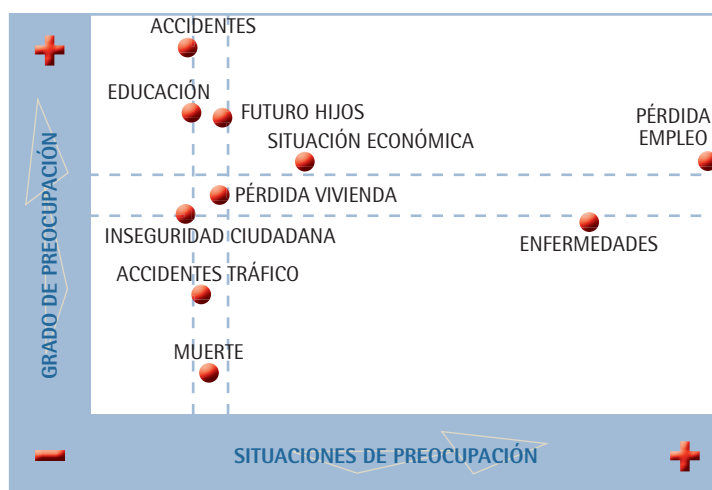 ACCIDENTES
EDUCACIÓN
FUTURO HIJOS
SITUACIÓN ECONÓMICA
PÉRDIDA
EMPLEO
PÉRDIDA VIVIENDA
INSEGURIDAD CIUDADANA
ENFERMEDADES
ACCIDENTES TRÁFICO
MUERTE
GRADO DE PREOCUPACIÓN
SITUACIONES DE PREOCUPACIÓN